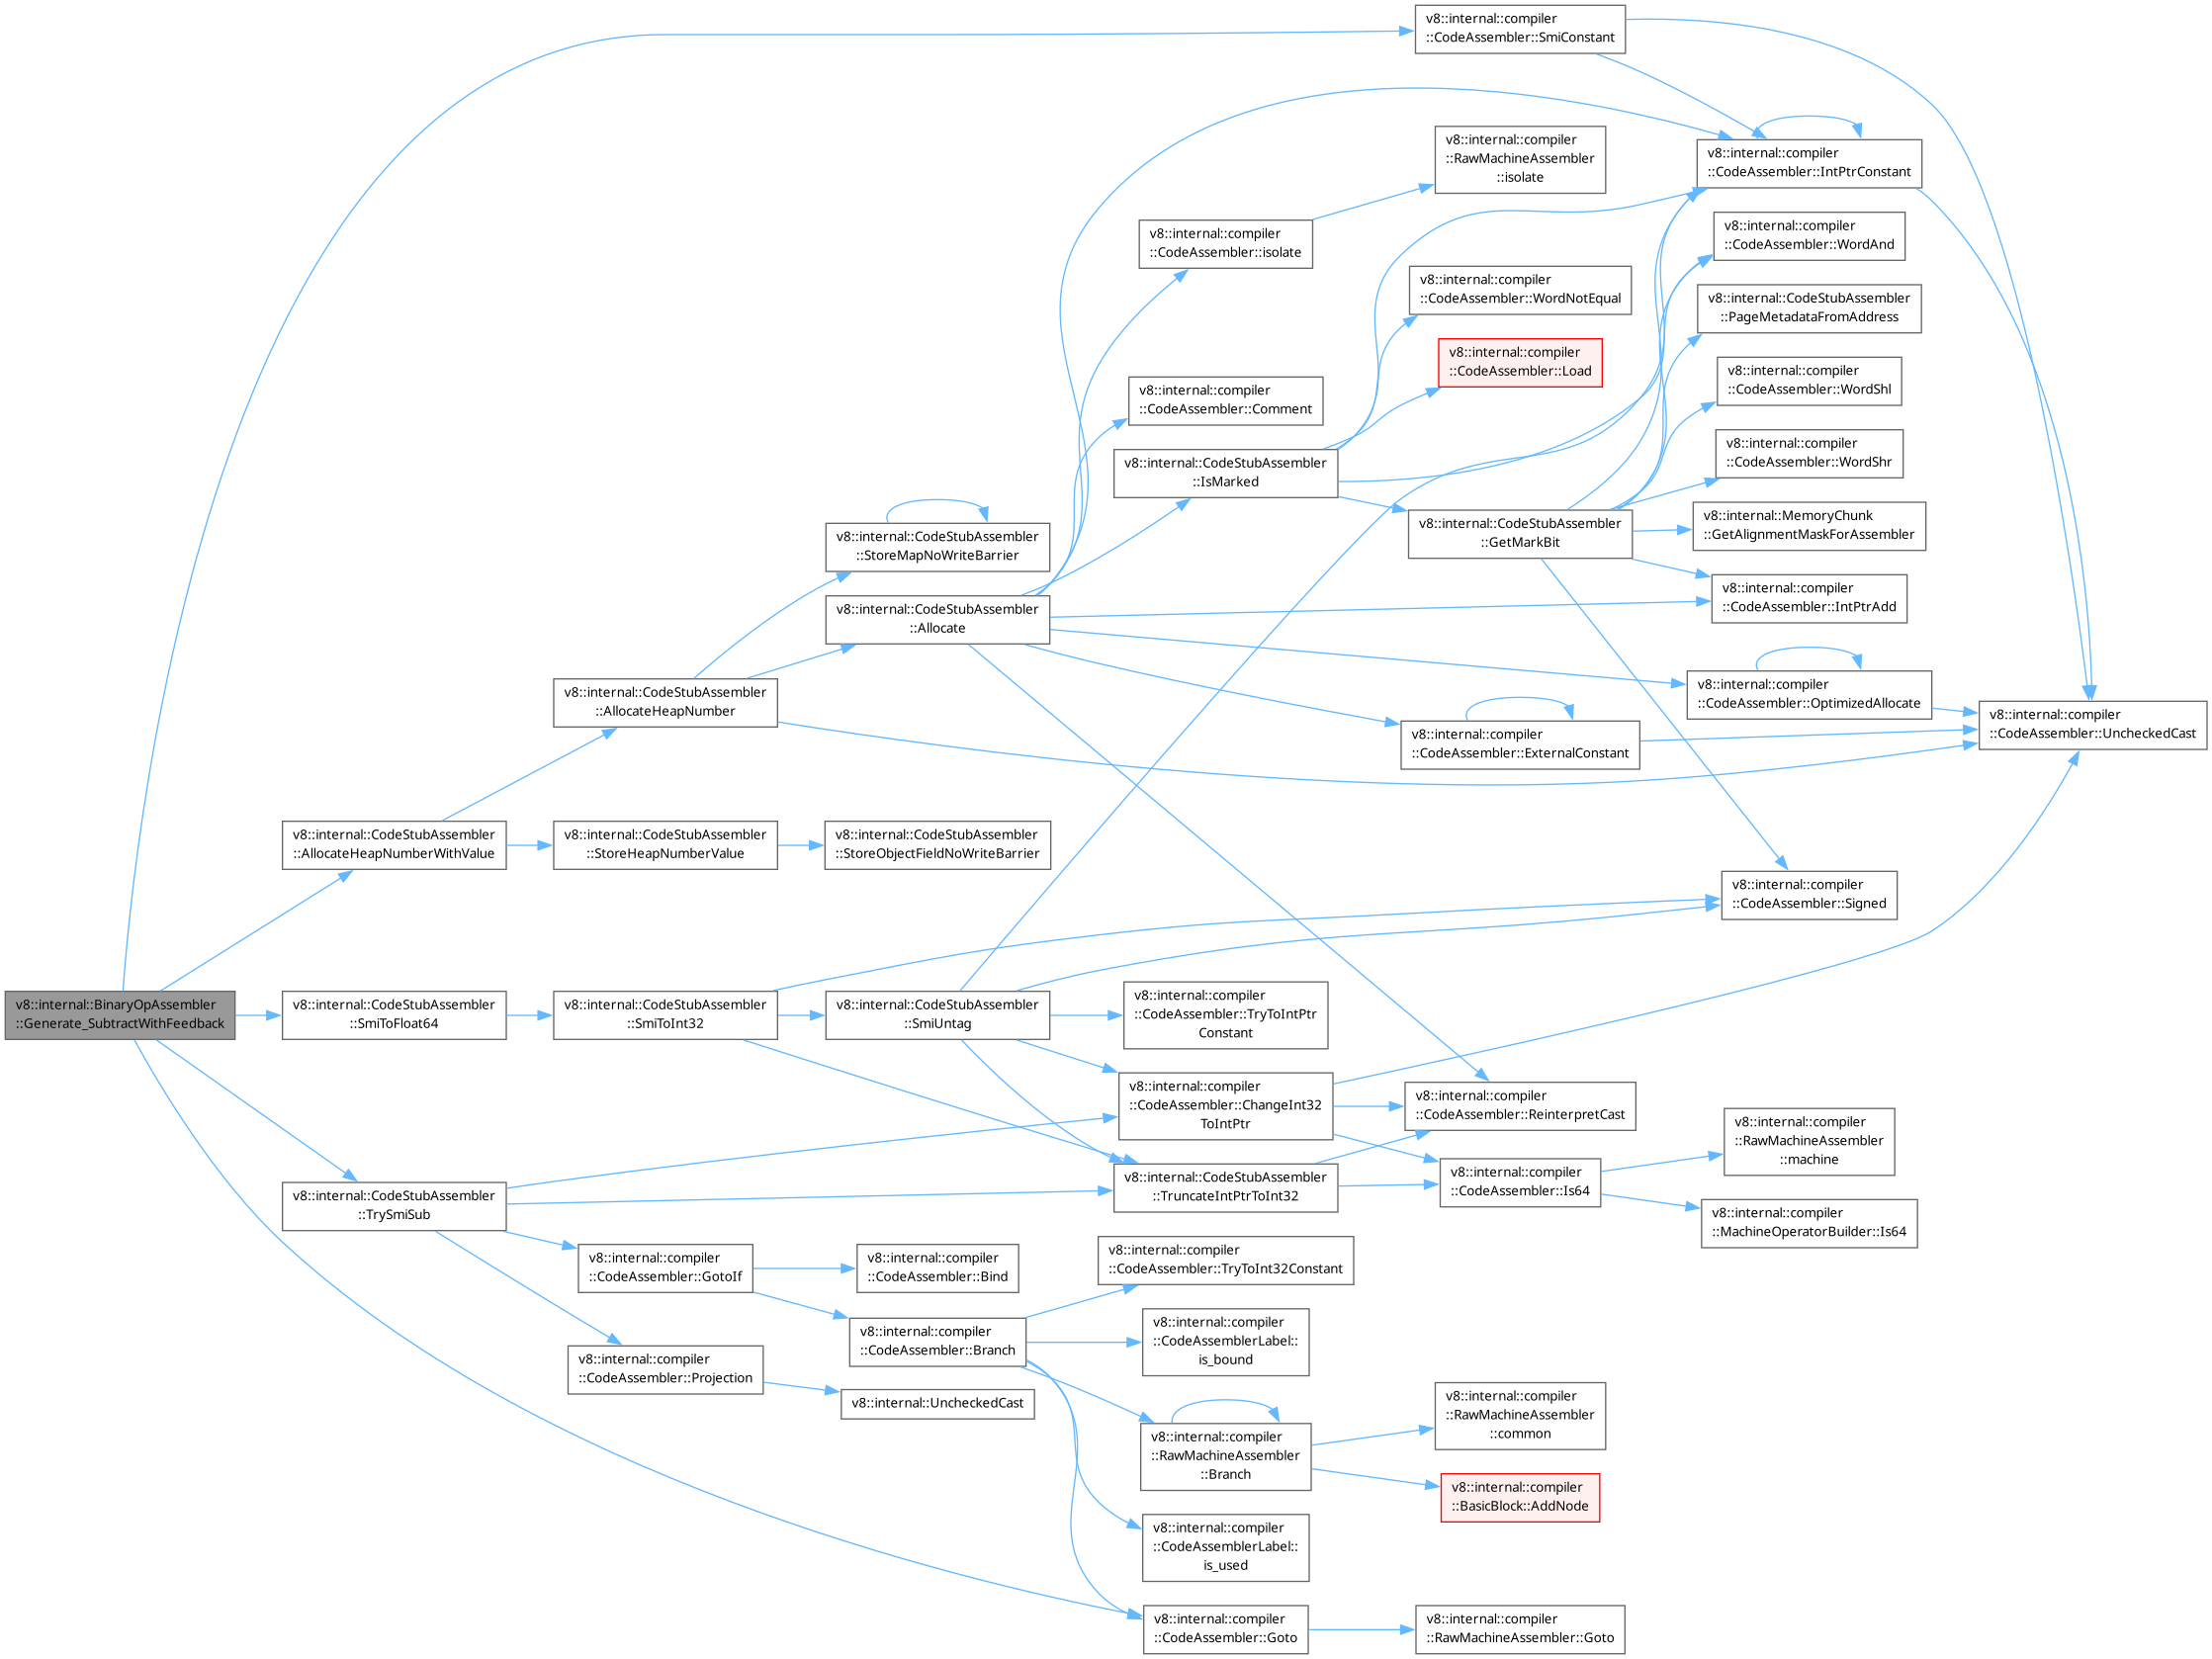 v8::internal::BinaryOpAssembler
::Generate_SubtractWithFeedback
v8::internal::CodeStubAssembler
::AllocateHeapNumberWithValue
v8::internal::CodeStubAssembler
::SmiToFloat64
v8::internal::CodeStubAssembler
::TrySmiSub
v8::internal::CodeStubAssembler
::AllocateHeapNumber
v8::internal::CodeStubAssembler
::StoreHeapNumberValue
v8::internal::CodeStubAssembler
::SmiToInt32
v8::internal::compiler
::CodeAssembler::GotoIf
v8::internal::compiler
::CodeAssembler::Projection
v8::internal::CodeStubAssembler
::StoreMapNoWriteBarrier
v8::internal::CodeStubAssembler
::Allocate
v8::internal::CodeStubAssembler
::StoreObjectFieldNoWriteBarrier
v8::internal::CodeStubAssembler
::SmiUntag
v8::internal::compiler
::CodeAssembler::Bind
v8::internal::compiler
::CodeAssembler::Branch
v8::internal::UncheckedCast
v8::internal::compiler
::CodeAssembler::isolate
v8::internal::compiler
::CodeAssembler::Comment
v8::internal::CodeStubAssembler
::IsMarked
v8::internal::compiler
::CodeAssembler::TryToIntPtr
Constant
v8::internal::compiler
::CodeAssembler::ChangeInt32
ToIntPtr
v8::internal::CodeStubAssembler
::TruncateIntPtrToInt32
v8::internal::compiler
::CodeAssembler::TryToInt32Constant
v8::internal::compiler
::CodeAssemblerLabel::
is_bound
v8::internal::compiler
::RawMachineAssembler
::Branch
v8::internal::compiler
::CodeAssemblerLabel::
is_used
v8::internal::compiler
::CodeAssembler::Goto
v8::internal::compiler
::CodeAssembler::SmiConstant
v8::internal::compiler
::RawMachineAssembler
::isolate
v8::internal::compiler
::CodeAssembler::WordNotEqual
v8::internal::compiler
::CodeAssembler::Load
v8::internal::CodeStubAssembler
::GetMarkBit
v8::internal::compiler
::CodeAssembler::ExternalConstant
v8::internal::compiler
::CodeAssembler::ReinterpretCast
v8::internal::compiler
::CodeAssembler::Is64
v8::internal::compiler
::RawMachineAssembler
::common
v8::internal::compiler
::BasicBlock::AddNode
v8::internal::compiler
::RawMachineAssembler::Goto
v8::internal::compiler
::CodeAssembler::IntPtrConstant
v8::internal::compiler
::CodeAssembler::WordAnd
v8::internal::CodeStubAssembler
::PageMetadataFromAddress
v8::internal::compiler
::CodeAssembler::WordShl
v8::internal::compiler
::CodeAssembler::WordShr
v8::internal::MemoryChunk
::GetAlignmentMaskForAssembler
v8::internal::compiler
::CodeAssembler::IntPtrAdd
v8::internal::compiler
::CodeAssembler::OptimizedAllocate
v8::internal::compiler
::CodeAssembler::Signed
v8::internal::compiler
::RawMachineAssembler
::machine
v8::internal::compiler
::MachineOperatorBuilder::Is64
v8::internal::compiler
::CodeAssembler::UncheckedCast